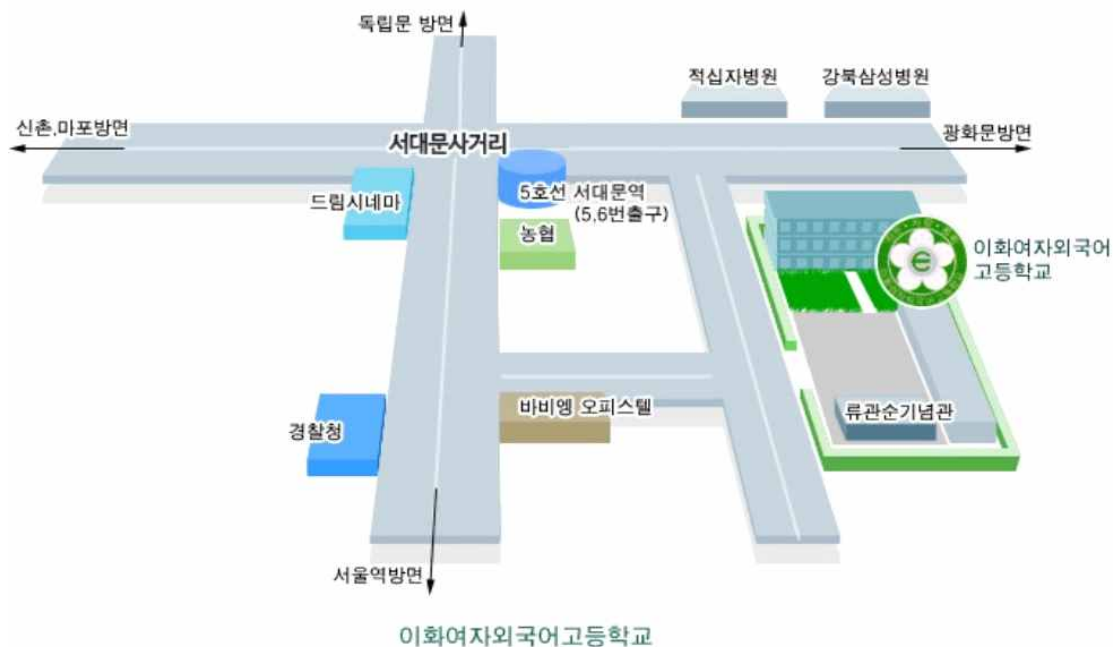 독립문 방면
적십자병원
강북삼성병원
신촌,마포방면
서대문사거리
광화문방면
드림시네마
5호선 서대문역
(5,6번출구)
농협
e
이화여자외국어
고등학교
바비엥 오피스텔
류관순기념관
경찰청
서울역방면
이화여자외국어고등학교